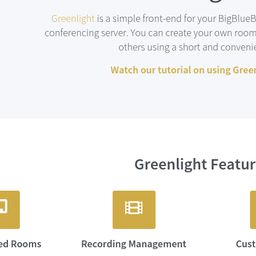 Greenlight is a simple front-end for your BigBlueB
conferencing server. You can create your own room
others using a short and convenie
Watch our tutorial on using Green
Greenlight Featur
ed Rooms
Recording Management
Cust